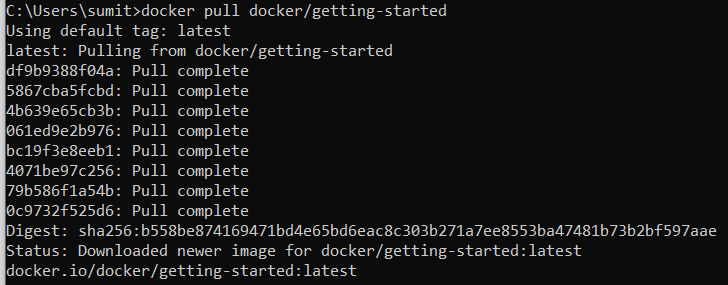 C:\Users\sumit>docker pull docker/getting-started
Using default tag: latest
latest: Pulling from docker/getting-started
df9b9388f04a: Pull complete
5867cba5fcbd: Pull complete
4b639e65cb3b: Pull complete
061ed9e2b976: Pull complete
bc19f3e8eeb1: Pull complete
4071be97c256: Pull complete
79b586f1a54b: Pull complete
0c9732f525d6: Pull complete
Digest: sha256:b558be874169471bd4e65bd6eac8c303b271a7ee8553ba47481b73b2bf597aae
Status: Downloaded newer image for docker/getting-started:latest
docker.io/docker/getting-started:latest